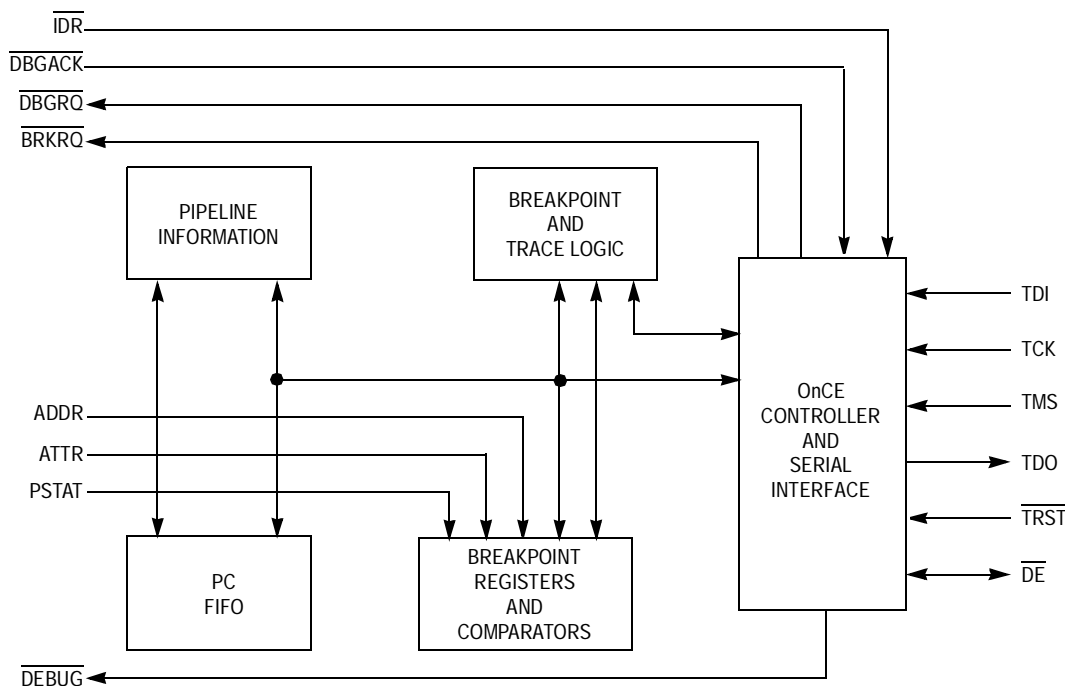 IDR
DBGACK
DBGRQ
BRKRQ
PIPELINE
INFORMATION
BREAKPOINT
AND
TRACE LOGIC
TDI
TCK
TMS
TDO
TRST
DE
OnCE
CONTROLLER
AND
SERIAL
INTERFACE
ADDR
ATTR
PSTAT
PC
FIFO
BREAKPOINT
REGISTERS
AND
COMPARATORS
DEBUG